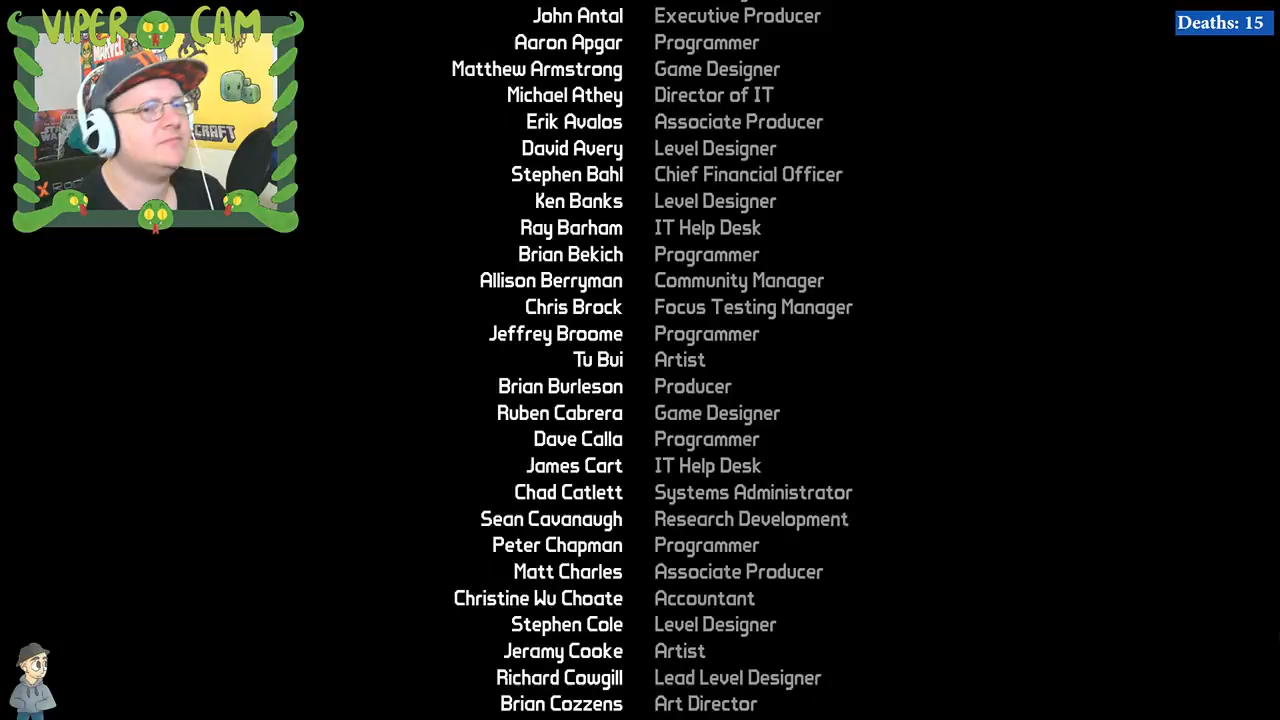 VIPER CAM
Deaths: 15
MARVEL
CRAFT
John Antal Executive Producer
Aaron Apgar Programmer
Matthew Armstrong Game Designer
Michael Athey Director of IT
Erik Avalos Associate Producer
David Avery Level Designer
Stephen Bahl Chief Financial Officer
Ken Banks Level Designer
Ray Barham IT Help Desk
Brian Bekich Programmer
Allison Berryman Community Manager
Chris Brock Focus Testing Manager
Jeffrey Broome Programmer
Tu Bui Artist
Brian Burleson Producer
Ruben Cabrera Game Designer
Dave Calla Programmer
James Cart IT Help Desk
Chad Catlett Systems Administrator
Sean Cavanaugh Research Development
Peter Chapman Programmer
Matt Charles Associate Producer
Christine Wu Choate Accountant
Stephen Cole Level Designer
Jeramy Cooke Artist
Richard Cowgill Lead Level Designer
Brian Cozzens Art Director